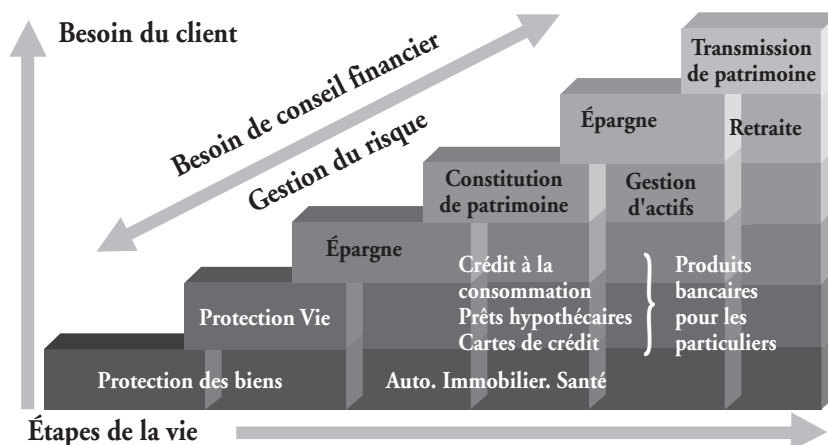 Besoin du client
Besoin de conseil financier
Gestion du risque
Transmission
de patrimoine
Épargne
Retraite
Constitution
de patrimoine
Gestion
d'actifs
Épargne
Crédit à la
consommation
Prêts hypothécaires
Cartes de crédit
Produits
bancaires
pour les
particuliers
Protection Vie
Protection des biens
Auto. Immobilier. Santé
Étapes de la vie